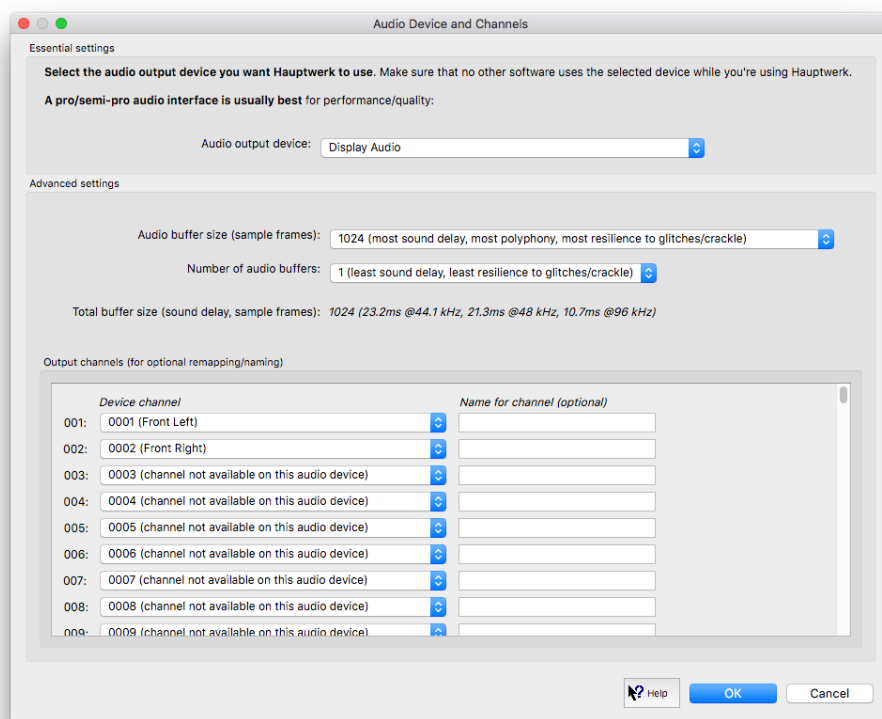 Audio Device and Channels
Essential settings
Select the audio output device you want Hauptwerk to use. Make sure that no other software uses the selected device while you're using Hauptwerk.
A pro/semi-pro audio interface is usually best for performance/quality:
Audio output device: Display Audio
Advanced settings
Audio buffer size (sample frames): 1024 (most sound delay, most polyphony, most resilience to glitches/crackle)
Number of audio buffers: 1 (least sound delay, least resilience to glitches/crackle)
Total buffer size (sound delay, sample frames): 1024 (23.2ms @44.1 kHz, 21.3ms @48 kHz, 10.7ms @96 kHz)
Output channels (for optional remapping/naming)
Device channel Name for channel (optional)
001: 0001 (Front Left)
002: 0002 (Front Right)
003: 0003 (channel not available on this audio device)
004: 0004 (channel not available on this audio device)
005: 0005 (channel not available on this audio device)
006: 0006 (channel not available on this audio device)
007: 0007 (channel not available on this audio device)
008: 0008 (channel not available on this audio device)
009: 0009 (channel not available on this audio device)
Help OK Cancel